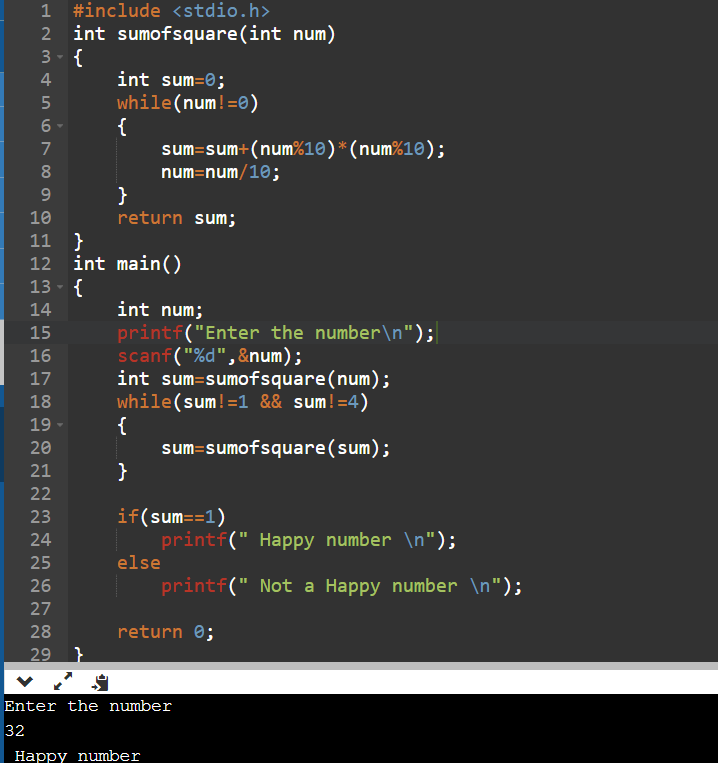 1 #include <stdio.h>
2 int sumofsquare(int num)
3 {
4     int sum=0;
5     while(num!=0)
6     {
7         sum=sum+(num%10)*(num%10);
8         num=num/10;
9     }
10     return sum;
11 }
12 int main()
13 {
14     int num;
15     printf("Enter the number\n");
16     scanf("%d",&num);
17     int sum=sumofsquare(num);
18     while(sum!=1 && sum!=4)
19     {
20         sum=sumofsquare(sum);
21     }
22
23     if(sum==1)
24         printf(" Happy number \n");
25     else
26         printf(" Not a Happy number \n");
27
28     return 0;
29 }
Enter the number
32
 Happy number